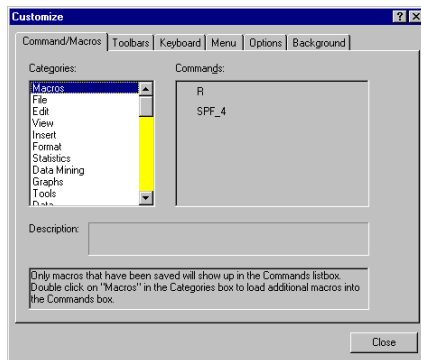 Customize
Command/Macros Toolbars Keyboard Menu Options Background
Categories: Commands:
Macros
File
Edit
View
Insert
Format
Statistics
Data Mining
Graphs
Tools
Data
R
SPF_4
Description:
Only macros that have been saved will show up in the Commands listbox.
Double click on "Macros" in the Categories box to load additional macros into
the Commands box.
Close